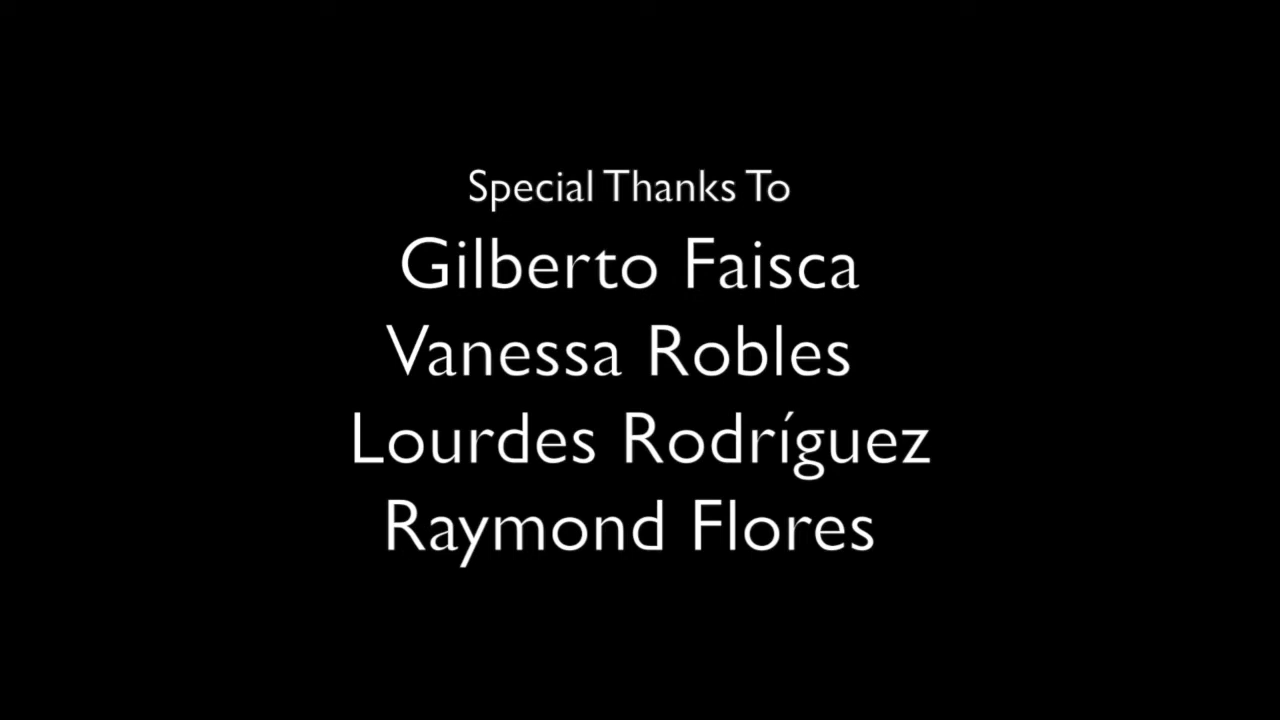 Special Thanks To
Gilberto Faisca
Vanessa Robles
Lourdes Rodríguez
Raymond Flores